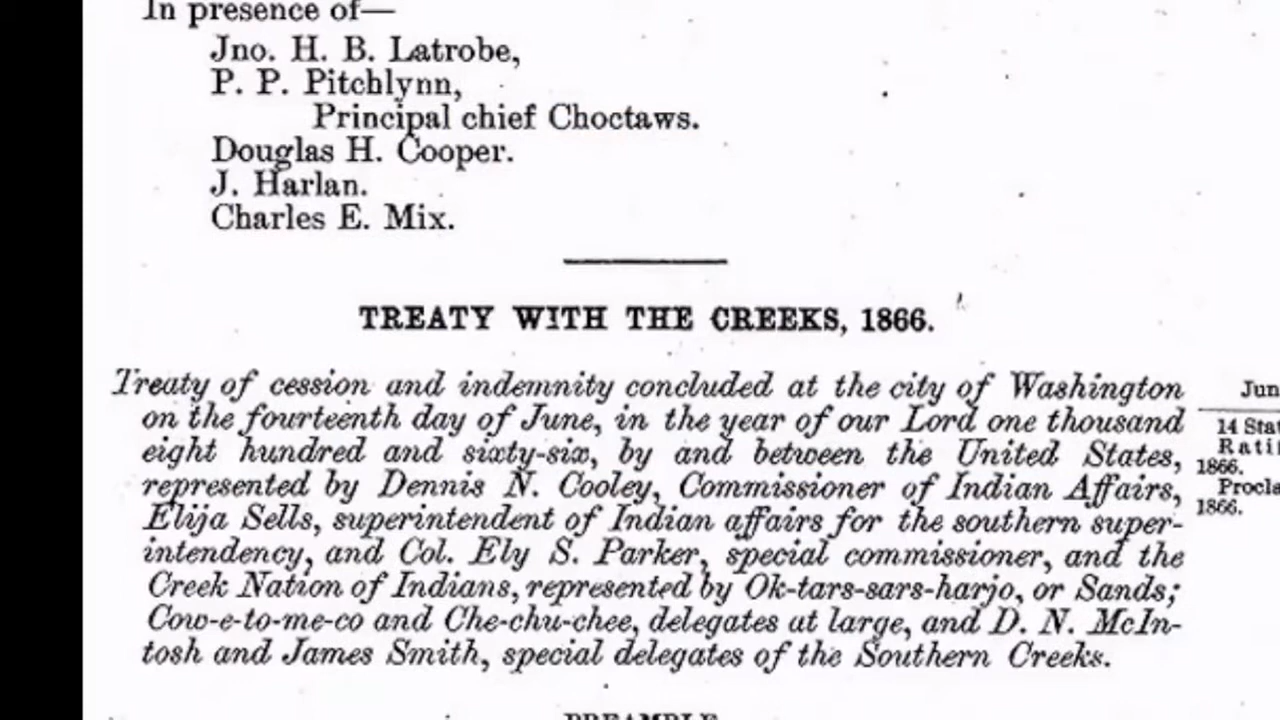 In presence of—
Jno. H. B. Latrobe,
P. P. Pitchlynn,
Principal chief Choctaws.
Douglas H. Cooper.
J. Harlan.
Charles E. Mix.
TREATY WITH THE CREEKS, 1866.
Treaty of cession and indemnity concluded at the city of Washington
on the fourteenth day of June, in the year of our Lord one thousand
eight hundred and sixty-six, by and between the United States,
represented by Dennis N. Cooley, Commissioner of Indian Affairs,
Elija Sells, superintendent of Indian affairs for the southern super-
intendency, and Col. Ely S. Parker, special commissioner, and the
Creek Nation of Indians, represented by Ok-tars-sars-harjo, or Sands;
Cow-e-to-me-co and Che-chu-chee, delegates at large, and D. N. McIn-
tosh and James Smith, special delegates of the Southern Creeks.
Jun
14 Stat
Rati
1866.
Procla
1866.
PREAMBLE